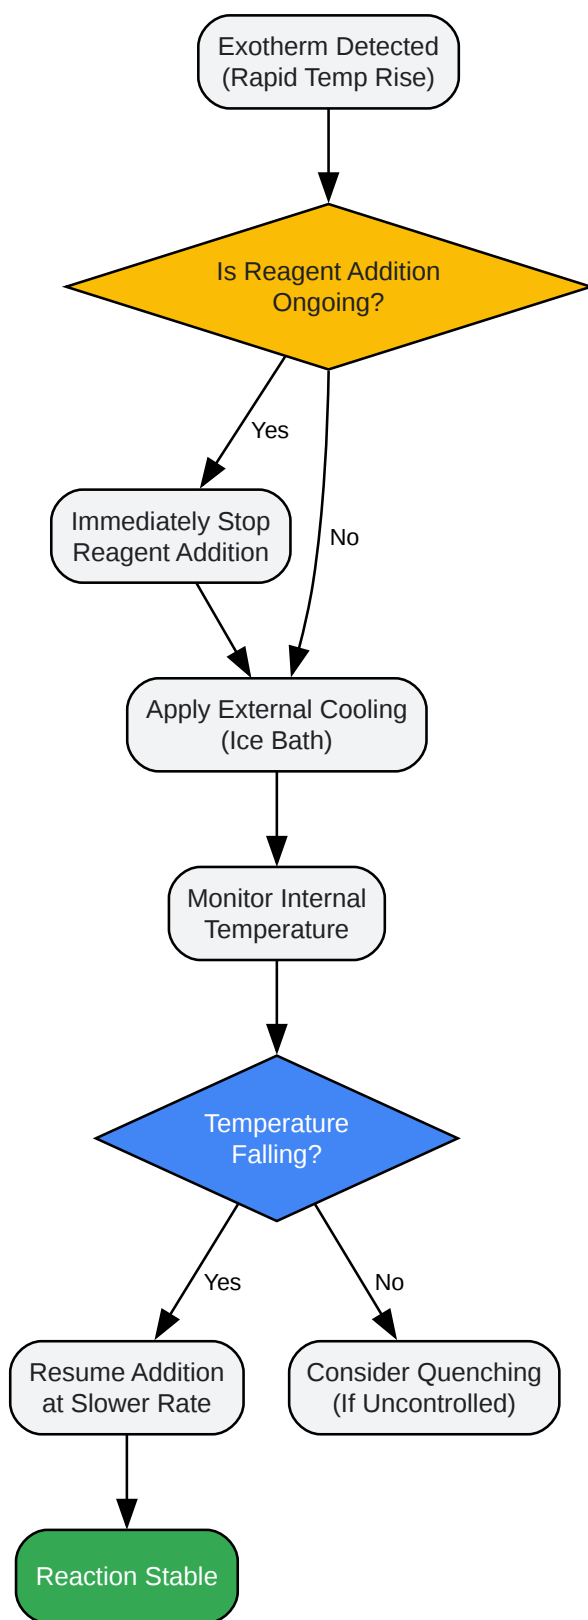 Exotherm Detected
(Rapid Temp Rise)
Is Reagent Addition
Ongoing?
Yes
Immediately Stop
Reagent Addition
No
Apply External Cooling
(Ice Bath)
Monitor Internal
Temperature
Temperature
Falling?
Yes
No
Resume Addition
at Slower Rate
Consider Quenching
(If Uncontrolled)
Reaction Stable